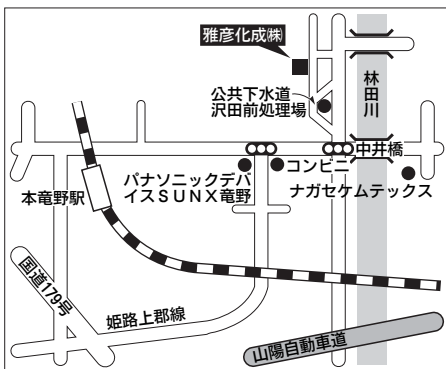 雅彦化成㈱
公共下水道
沢田前処理場
林田川
中井橋
コンビニ
パナソニックデバ
イスSUNX竜野
ナガセケムテックス
本竜野駅
国道179号
姫路上郡線
山陽自動車道